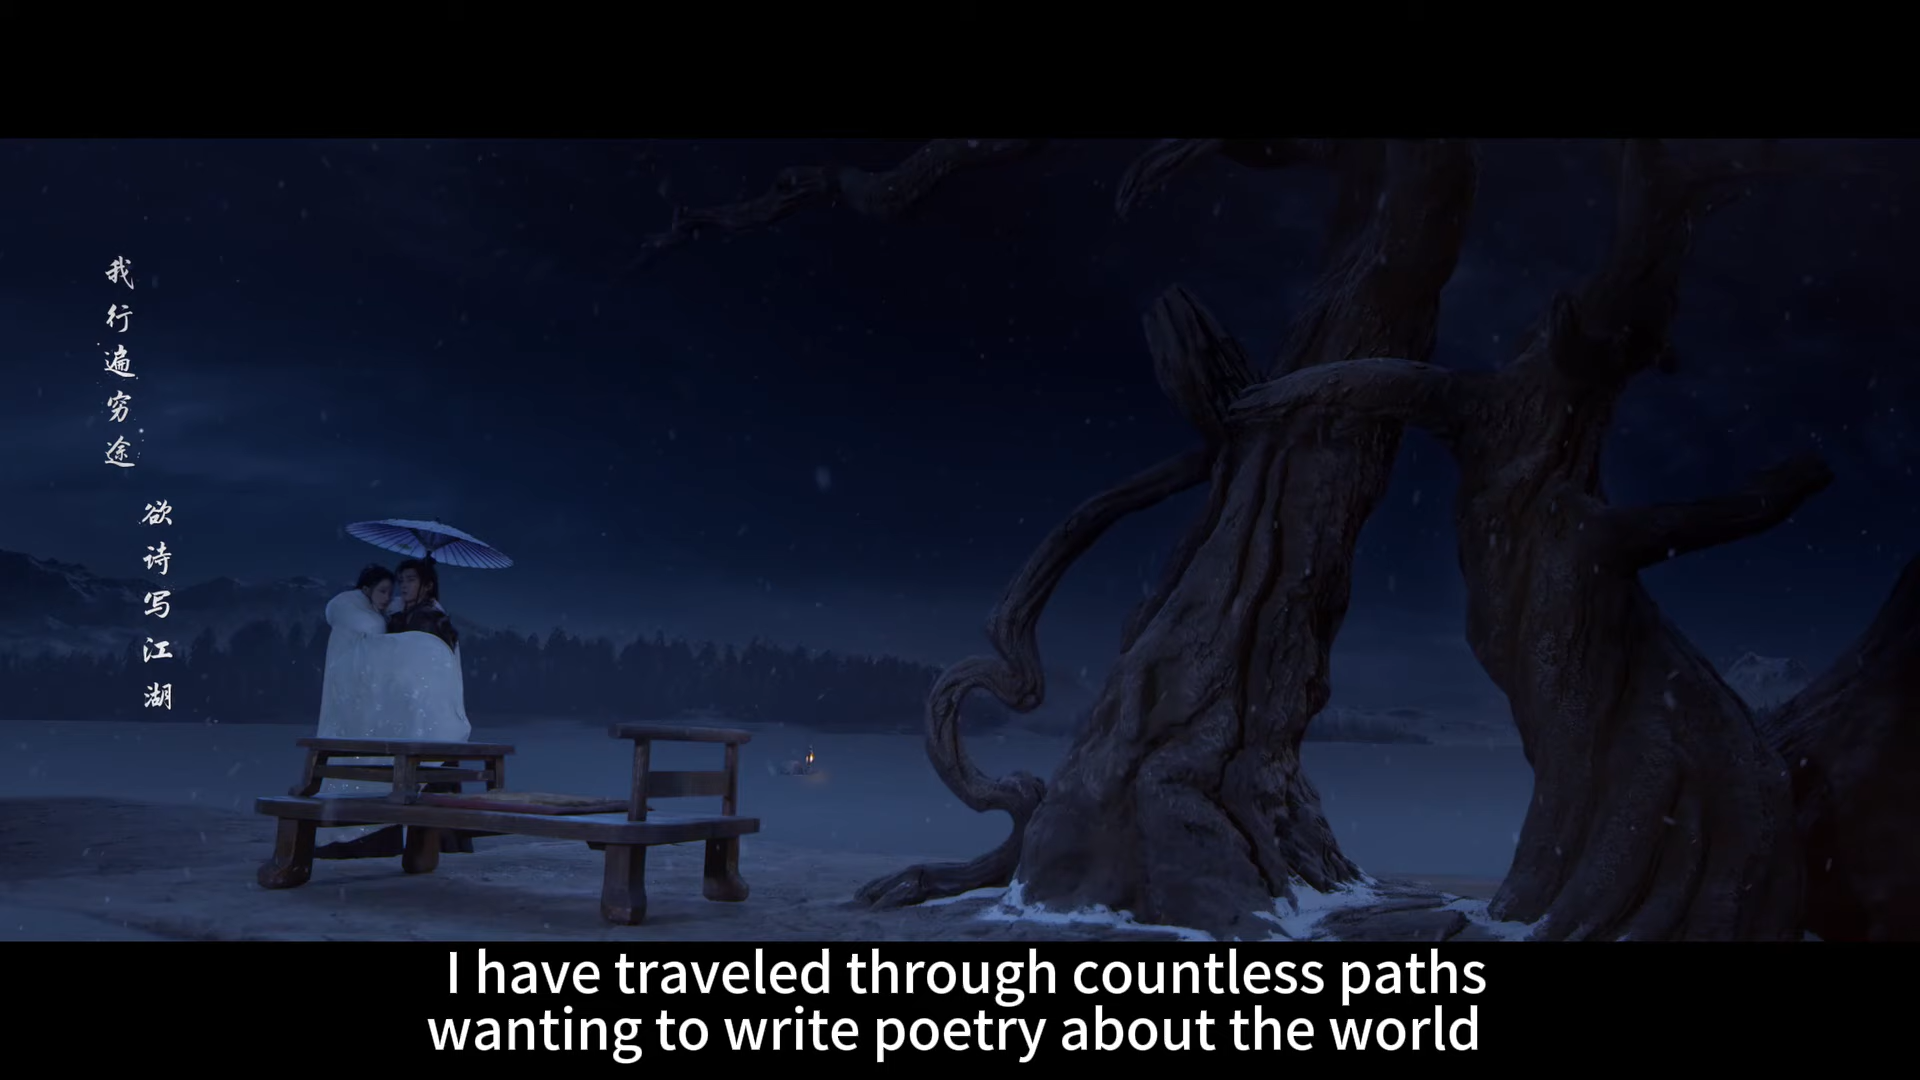 我行遍穷途
欲诗写江湖
I have traveled through countless paths
wanting to write poetry about the world